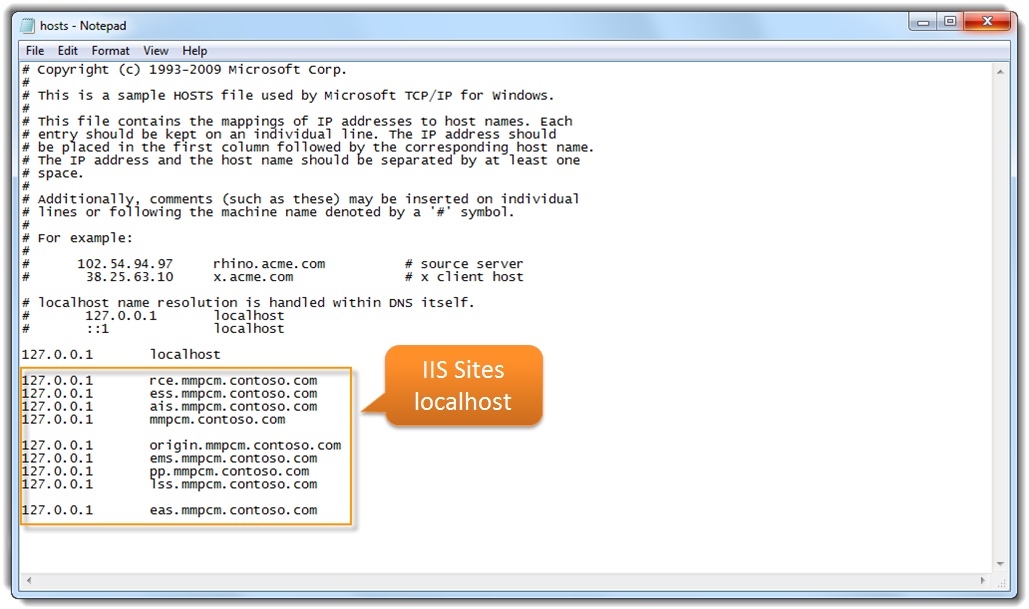 hosts - Notepad
File Edit Format View Help
# Copyright (c) 1993-2009 Microsoft Corp.
#
# This is a sample HOSTS file used by Microsoft TCP/IP for Windows.
#
# This file contains the mappings of IP addresses to host names. Each
# entry should be kept on an individual line. The IP address should
# be placed in the first column followed by the corresponding host name.
# The IP address and the host name should be separated by at least one
# space.
#
# Additionally, comments (such as these) may be inserted on individual
# lines or following the machine name denoted by a '#' symbol.
#
# For example:
#
#      102.54.94.97     rhino.acme.com          # source server
#       38.25.63.10     x.acme.com              # x client host

# localhost name resolution is handled within DNS itself.
#       127.0.0.1       localhost
#       ::1             localhost

127.0.0.1       localhost

127.0.0.1       rce.mmpcm.contoso.com
127.0.0.1       ess.mmpcm.contoso.com
127.0.0.1       ais.mmpcm.contoso.com
127.0.0.1       mmpcm.contoso.com

127.0.0.1       origin.mmpcm.contoso.com
127.0.0.1       ems.mmpcm.contoso.com
127.0.0.1       pp.mmpcm.contoso.com
127.0.0.1       lss.mmpcm.contoso.com

127.0.0.1       eas.mmpcm.contoso.com
IIS Sites
localhost